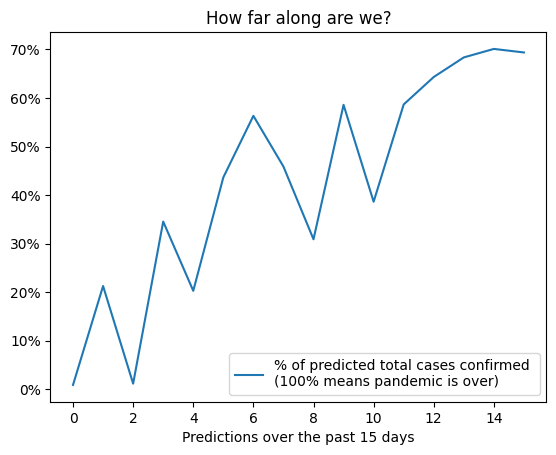 How far along are we?
70%
60%
50%
40%
30%
20%
10%
0%
% of predicted total cases confirmed
(100% means pandemic is over)
0 2 4 6 8 10 12 14
Predictions over the past 15 days